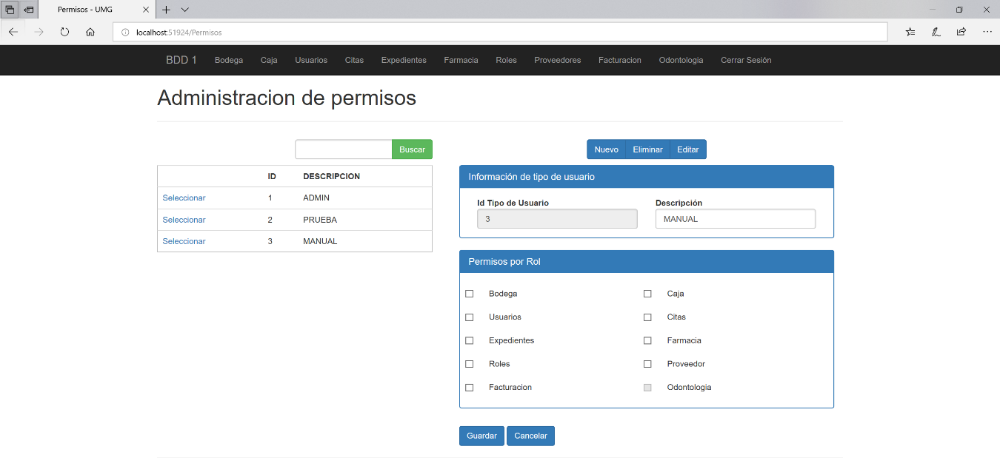 Permisos - UMG
localhost:51924/Permisos
BDD 1 Bodega Caja Usuarios Citas Expedientes Farmacia Roles Proveedores Facturacion Odontologia Cerrar Sesión
Administracion de permisos
Buscar
ID DESCRIPCION
Seleccionar 1 ADMIN
Seleccionar 2 PRUEBA
Seleccionar 3 MANUAL
Nuevo Eliminar Editar
Información de tipo de usuario
Id Tipo de Usuario Descripción
3 MANUAL
Permisos por Rol
Bodega Caja
Usuarios Citas
Expedientes Farmacia
Roles Proveedor
Facturacion Odontologia
Guardar Cancelar